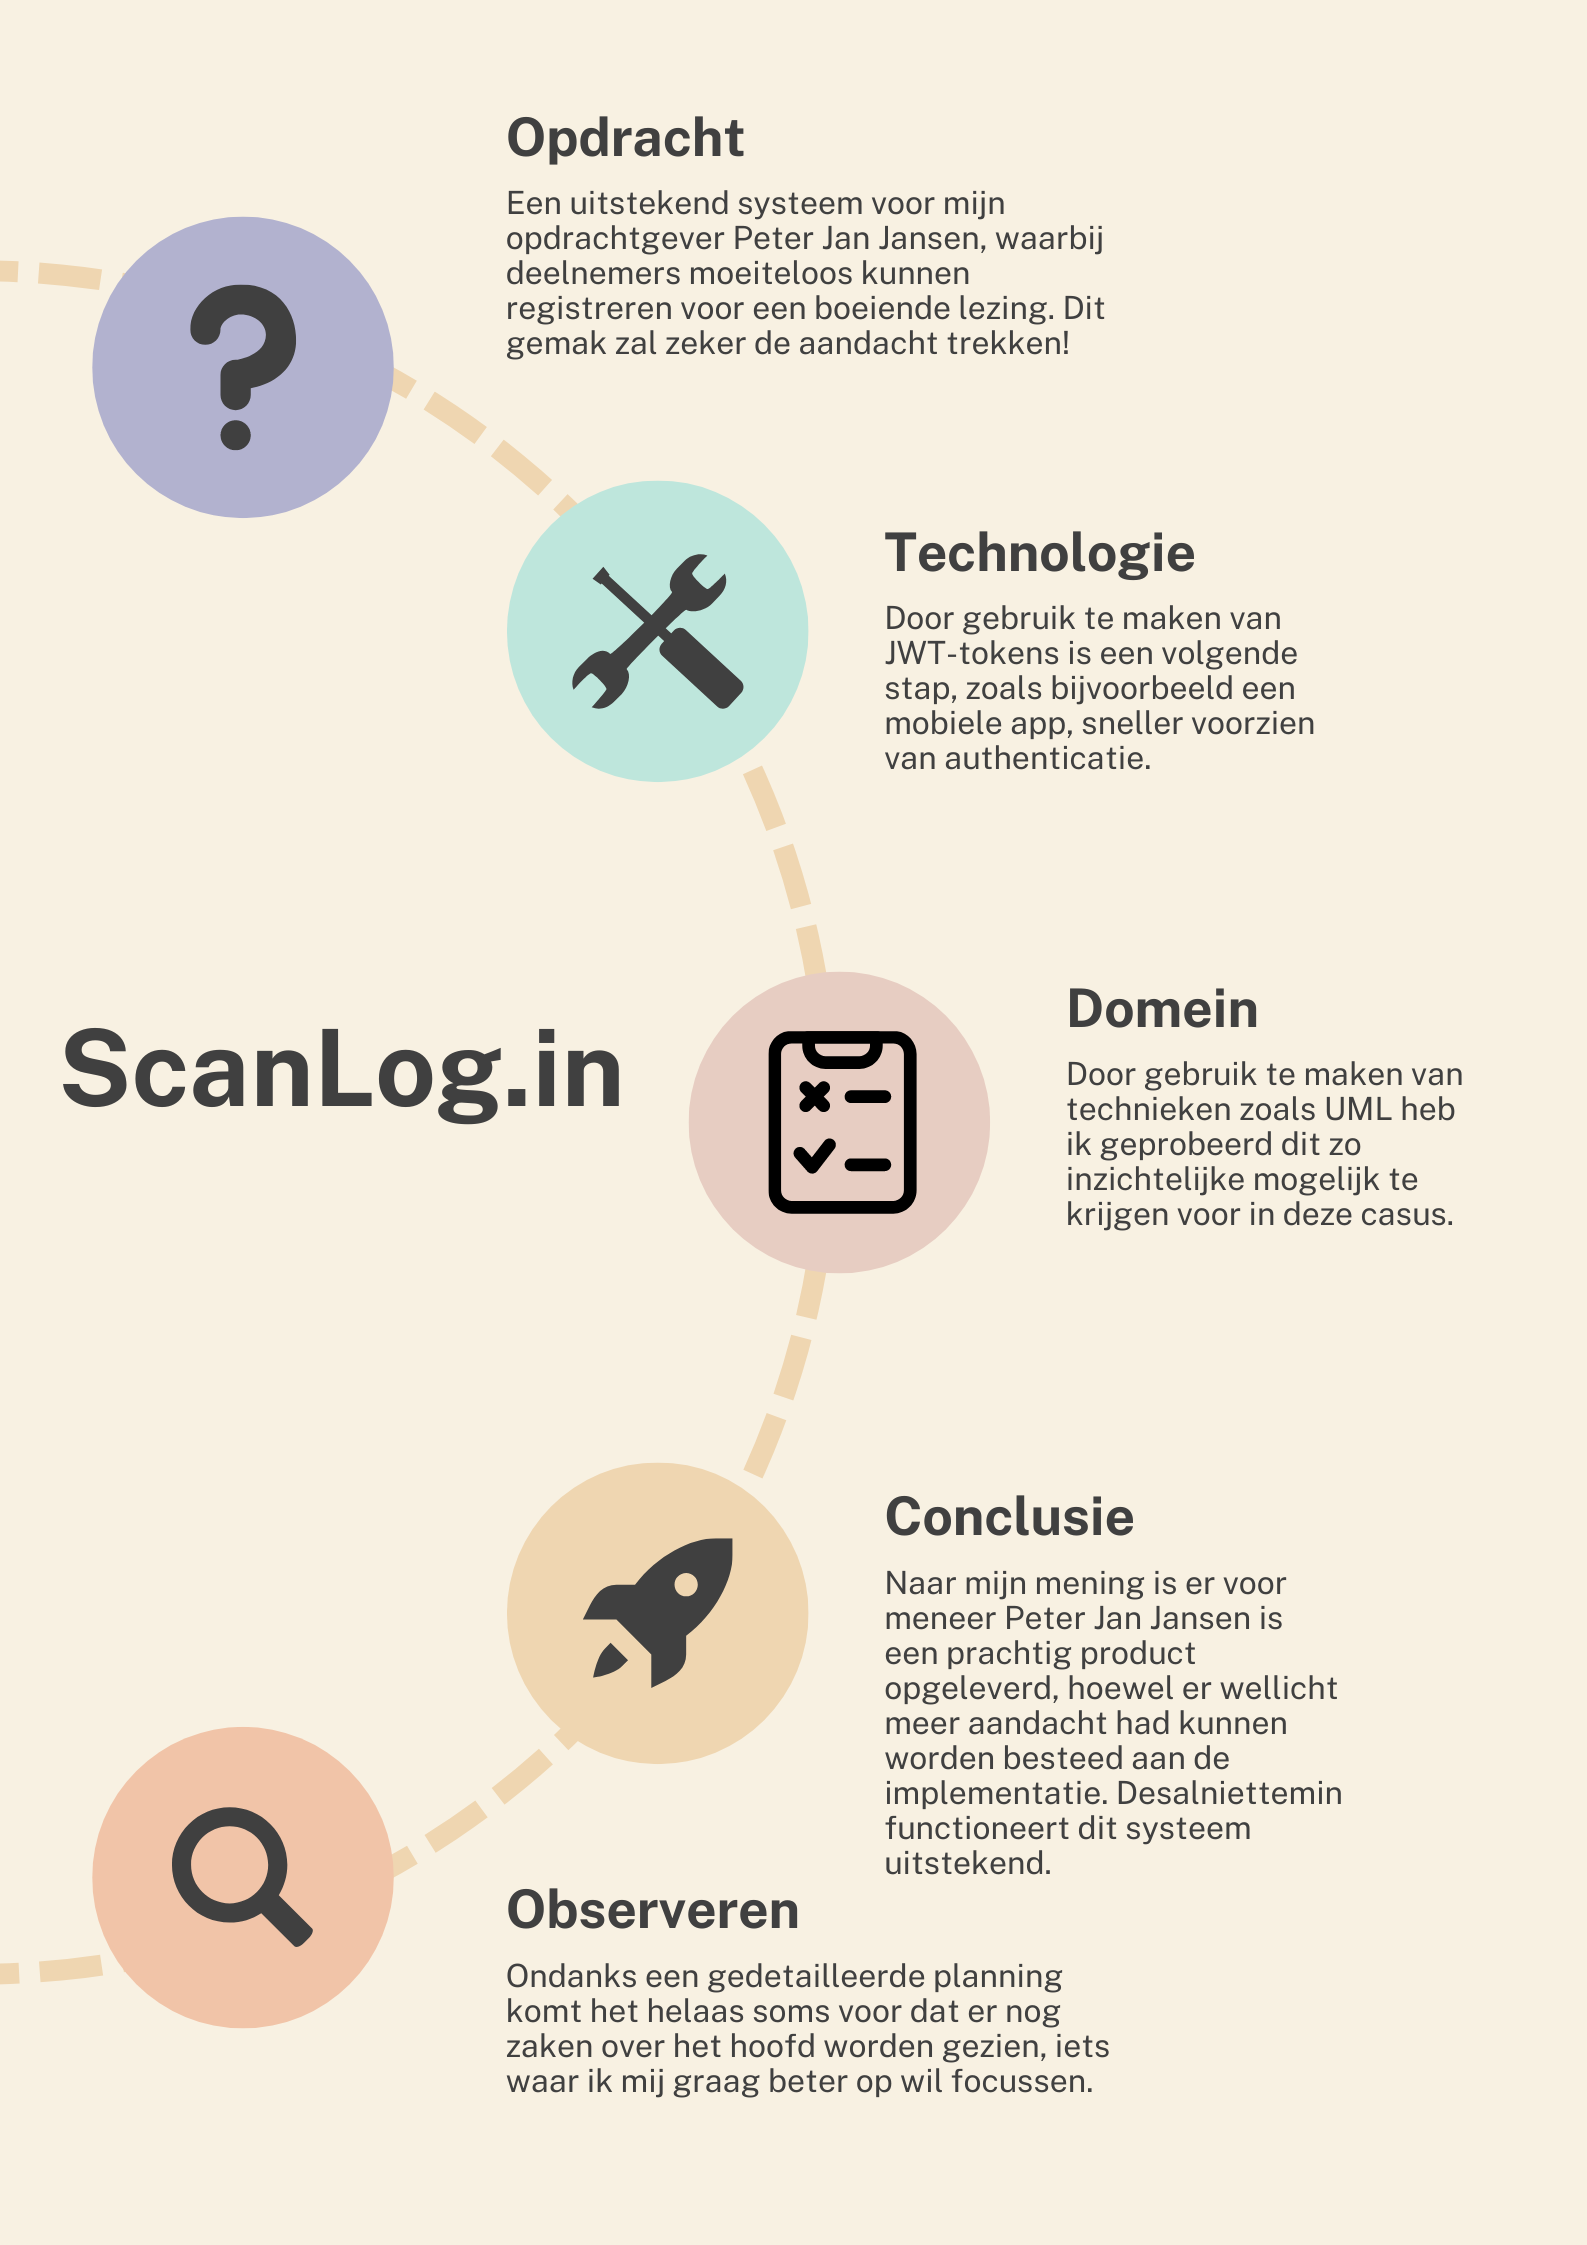 Opdracht
Een uitstekend systeem voor mijn
opdrachtgever Peter Jan Jansen, waarbij
deelnemers moeiteloos kunnen
registreren voor een boeiende lezing. Dit
gemak zal zeker de aandacht trekken!
Technologie
Door gebruik te maken van
JWT-tokens is een volgende
stap, zoals bijvoorbeeld een
mobiele app, sneller voorzien
van authenticatie.
ScanLog.in
Domein
Door gebruik te maken van
technieken zoals UML heb
ik geprobeerd dit zo
inzichtelijke mogelijk te
krijgen voor in deze casus.
Conclusie
Naar mijn mening is er voor
meneer Peter Jan Jansen is
een prachtig product
opgeleverd, hoewel er wellicht
meer aandacht had kunnen
worden besteed aan de
implementatie. Desalniettemin
functioneert dit systeem
uitstekend.
Observeren
Ondanks een gedetailleerde planning
komt het helaas soms voor dat er nog
zaken over het hoofd worden gezien, iets
waar ik mij graag beter op wil focussen.